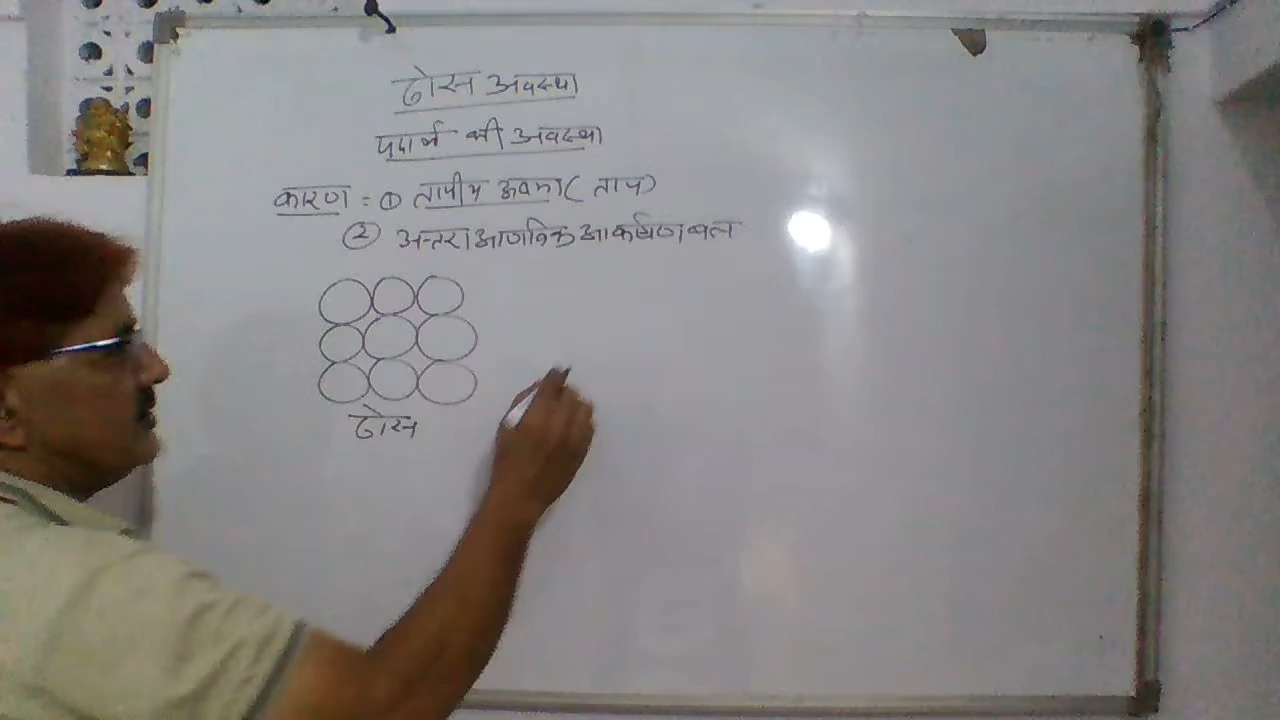 ठोस अवस्था
पदार्थ की अवस्था
कारण = ① तापीय ऊर्जा ( ताप )
② अन्तराआणविक आकर्षण बल
ठोस